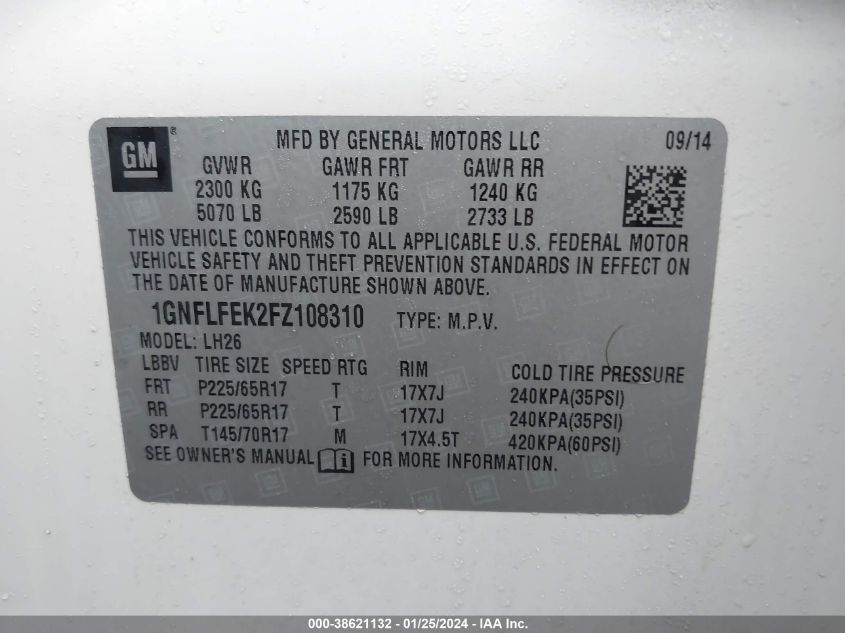 GM ® MFD BY GENERAL MOTORS LLC 09/14
GVWR GAWR FRT GAWR RR
2300 KG 1175 KG 1240 KG
5070 LB 2590 LB 2733 LB
THIS VEHICLE CONFORMS TO ALL APPLICABLE U.S. FEDERAL MOTOR
VEHICLE SAFETY AND THEFT PREVENTION STANDARDS IN EFFECT ON
THE DATE OF MANUFACTURE SHOWN ABOVE.
1GNFLFEK2FZ108310 TYPE: M.P.V.
MODEL: LH26
LBBV TIRE SIZE SPEED RTG RIM COLD TIRE PRESSURE
FRT P225/65R17 T 17X7J 240KPA(35PSI)
RR P225/65R17 T 17X7J 240KPA(35PSI)
SPA T145/70R17 M 17X4.5T 420KPA(60PSI)
SEE OWNER'S MANUAL FOR MORE INFORMATION.
000-38621132 - 01/25/2024 - IAA Inc.